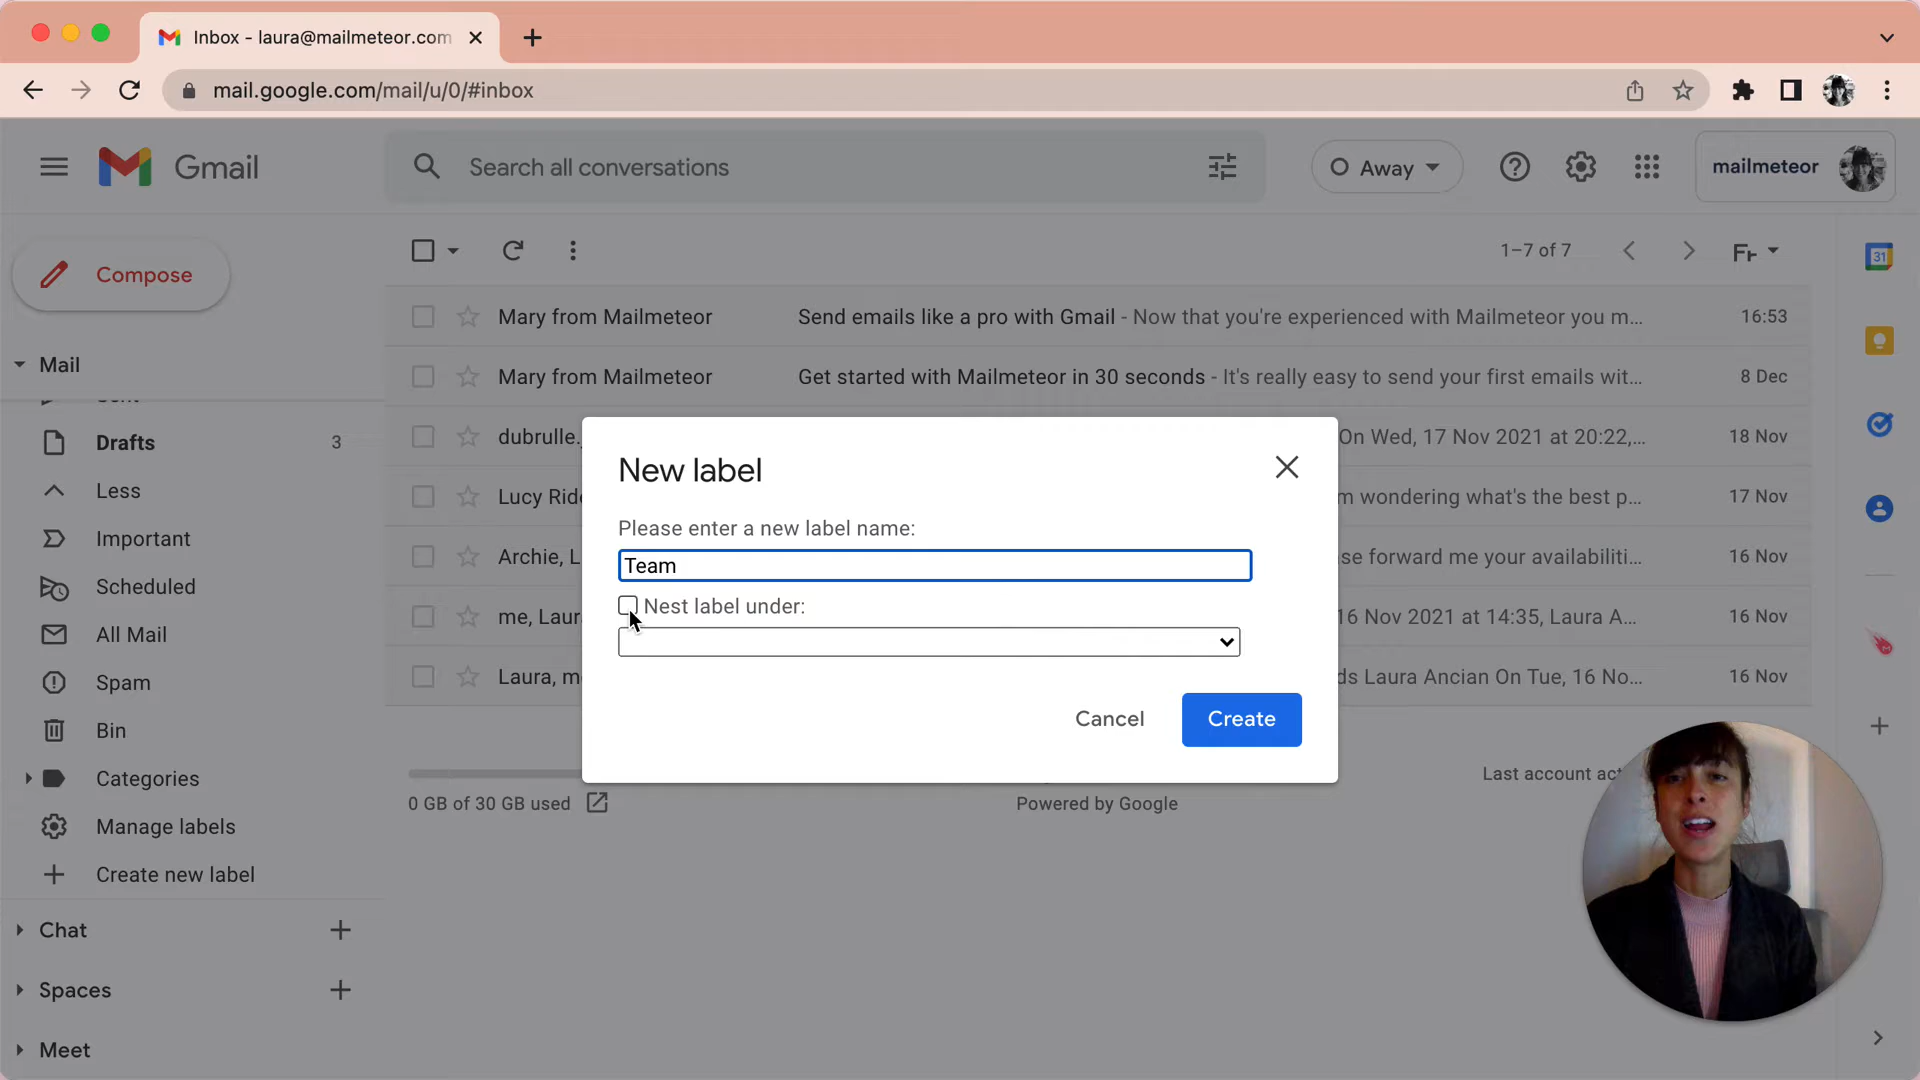 Inbox - laura@mailmeteor.com
mail.google.com/mail/u/0/#inbox
Gmail
Search all conversations
Away
mailmeteor
Compose
1–7 of 7
Mail
Mary from Mailmeteor Send emails like a pro with Gmail - Now that you're experienced with Mailmeteor you m... 16:53
Mary from Mailmeteor Get started with Mailmeteor in 30 seconds - It's really easy to send your first emails wit... 8 Dec
Drafts 3
dubrulle. On Wed, 17 Nov 2021 at 20:22,... 18 Nov
Less
Lucy Rid wondering what's the best p... 17 Nov
Important
Archie, L se forward me your availabiliti... 16 Nov
Scheduled
me, Laur 16 Nov 2021 at 14:35, Laura A... 
All Mail
16 Nov
Laura, m ds Laura Ancian On Tue, 16 No... 16 Nov
Spam
Bin
Categories
Manage labels
Create new label
Chat
Spaces
Meet
New label
Please enter a new label name:
Team
Nest label under:
Cancel
Create
0 GB of 30 GB used
Powered by Google
Last account act
31